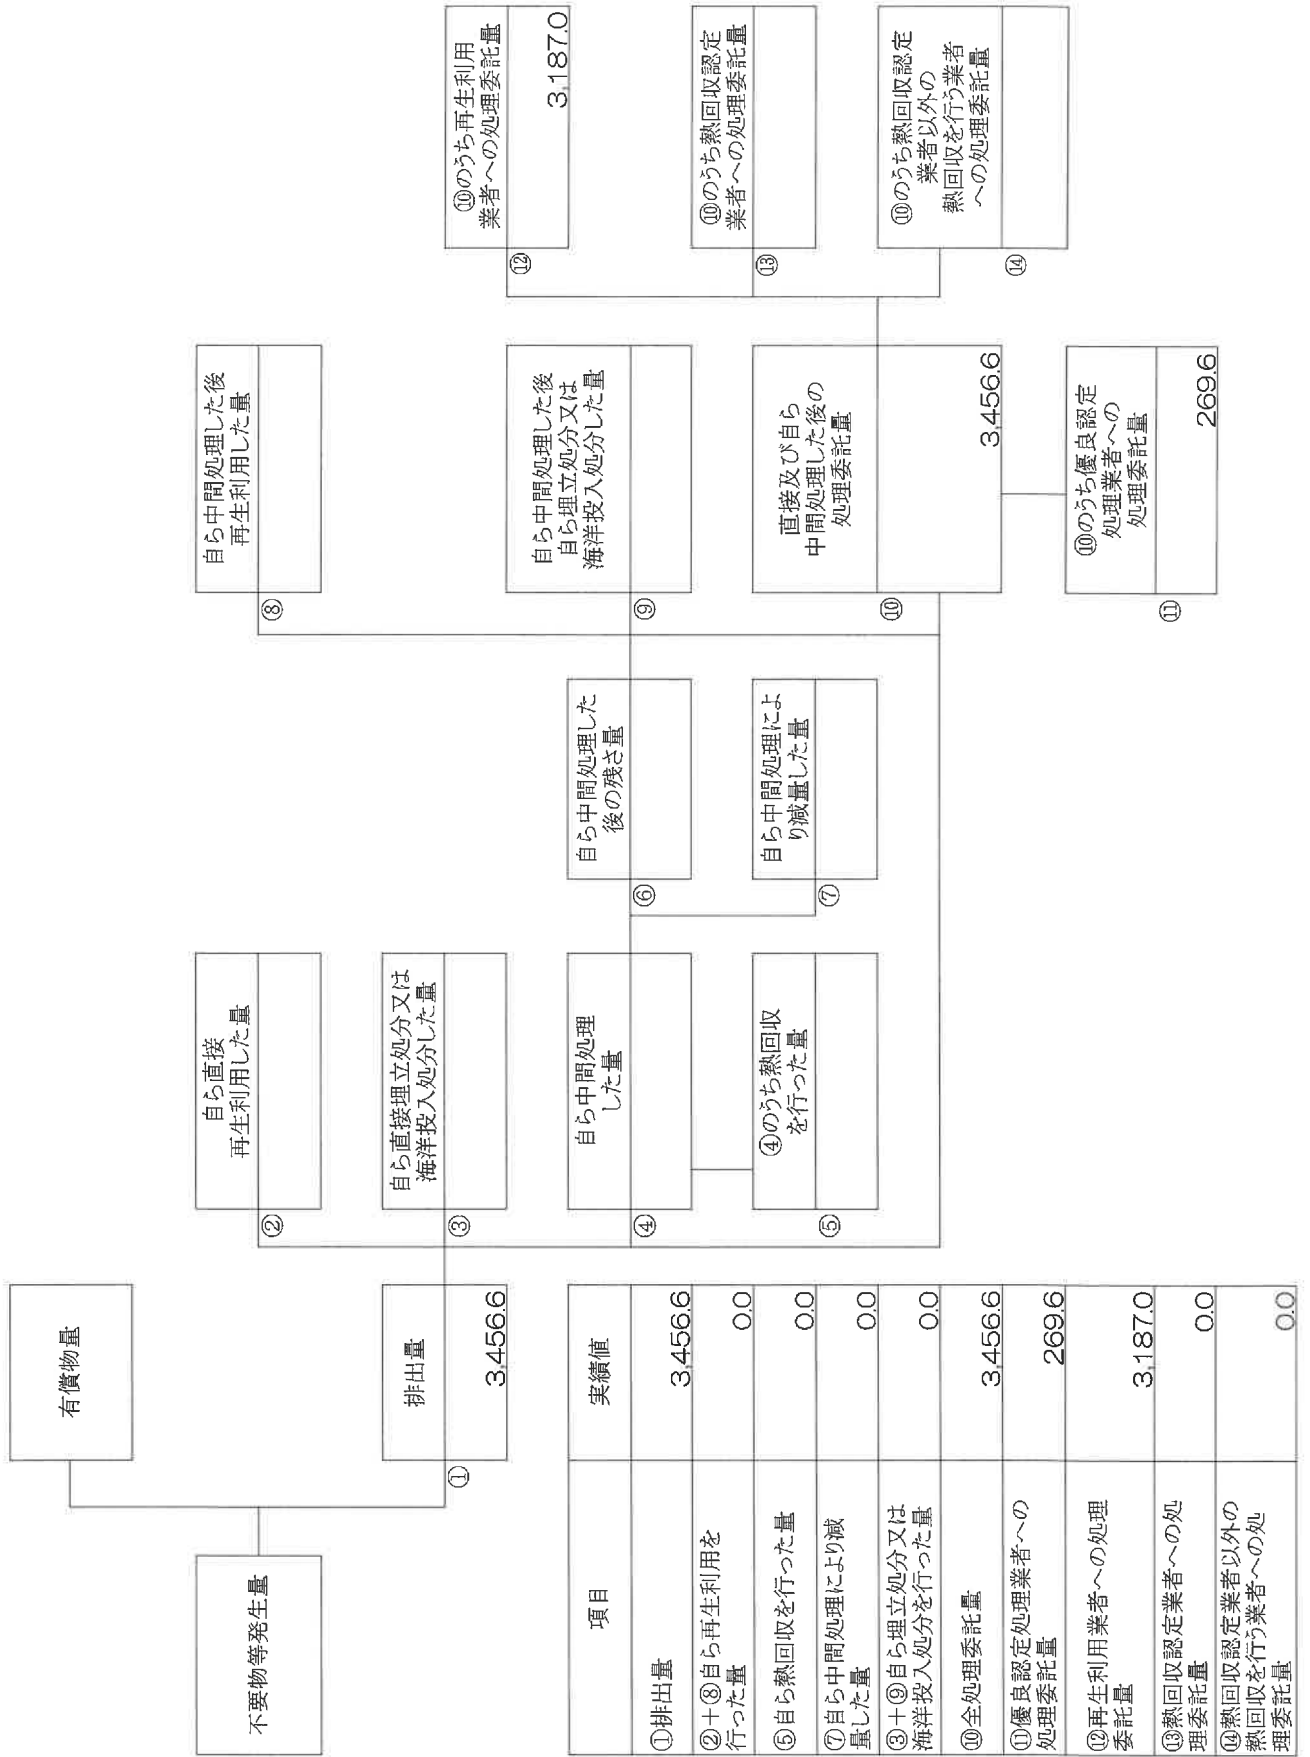 不要物等発生量
有償物量
①
排出量
3,456.6
②
自ら直接
再生利用した量
③
自ら直接埋立処分又は
海洋投入処分した量
④
自ら中間処理
した量
⑤
④のうち熱回収
を行った量
⑥
自ら中間処理した
後の残さ量
⑦
自ら中間処理によ
り減量した量
⑧
自ら中間処理した後
再生利用した量
⑨
自ら中間処理した後
自ら埋立処分又は
海洋投入処分した量
⑩
直接及び自ら
中間処理した後の
処理委託量
3,456.6
⑪
⑩のうち優良認定
処理業者への
処理委託量
269.6
⑫
⑩のうち再生利用
業者への処理委託量
3,187.0
⑬
⑩のうち熱回収認定
業者への処理委託量
⑭
⑩のうち熱回収認定
業者以外の
熱回収を行う業者
への処理委託量
項目 実績値
①排出量 3,456.6
②+⑧自ら再生利用を
行った量 0.0
⑤自ら熱回収を行った量 0.0
⑦自ら中間処理により減
量した量 0.0
③+⑨自ら埋立処分又は
海洋投入処分を行った量 0.0
⑩全処理委託量 3,456.6
⑪優良認定処理業者への
処理委託量 269.6
⑫再生利用業者への処理
委託量 3,187.0
⑬熱回収認定業者への処
理委託量 0.0
⑭熱回収認定業者以外の
熱回収を行う業者への処
理委託量 0.0